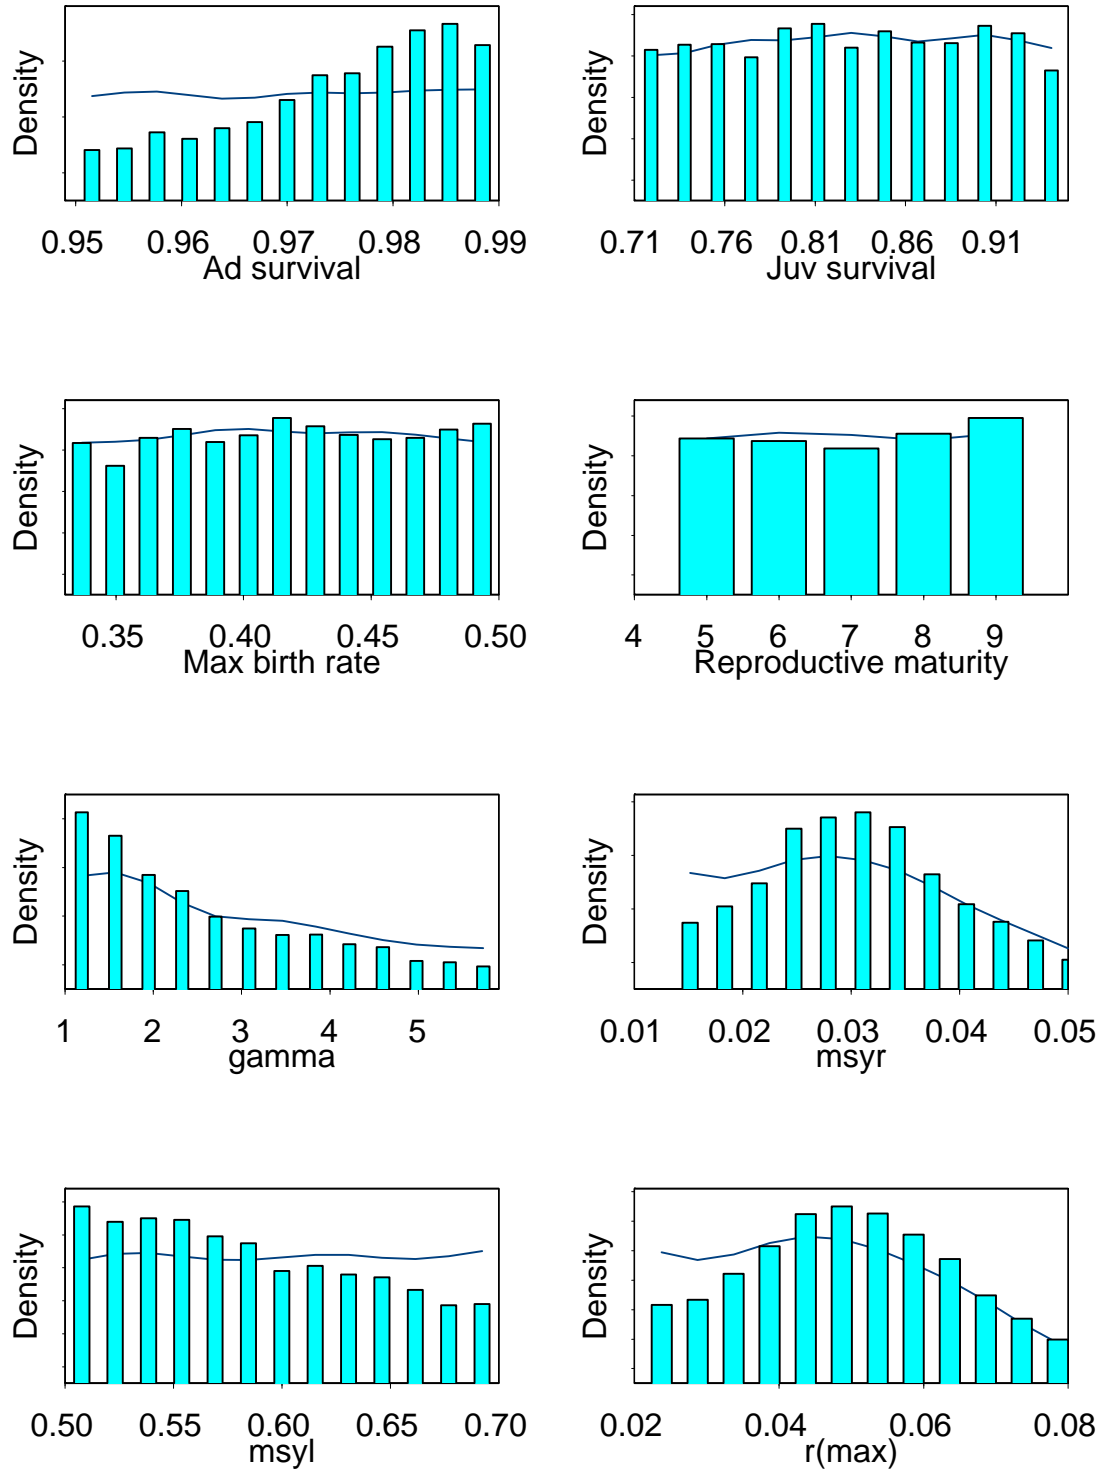 Density Density
0.95 0.96 0.97 0.98 0.99 0.71 0.76 0.81 0.86 0.91
Ad survival Juv survival
Density Density
0.35 0.40 0.45 0.50 4 5 6 7 8 9
Max birth rate Reproductive maturity
Density Density
1 2 3 4 5 0.01 0.02 0.03 0.04 0.05
gamma msyr
Density Density
0.50 0.55 0.60 0.65 0.70 0.02 0.04 0.06 0.08
msyl r(max)